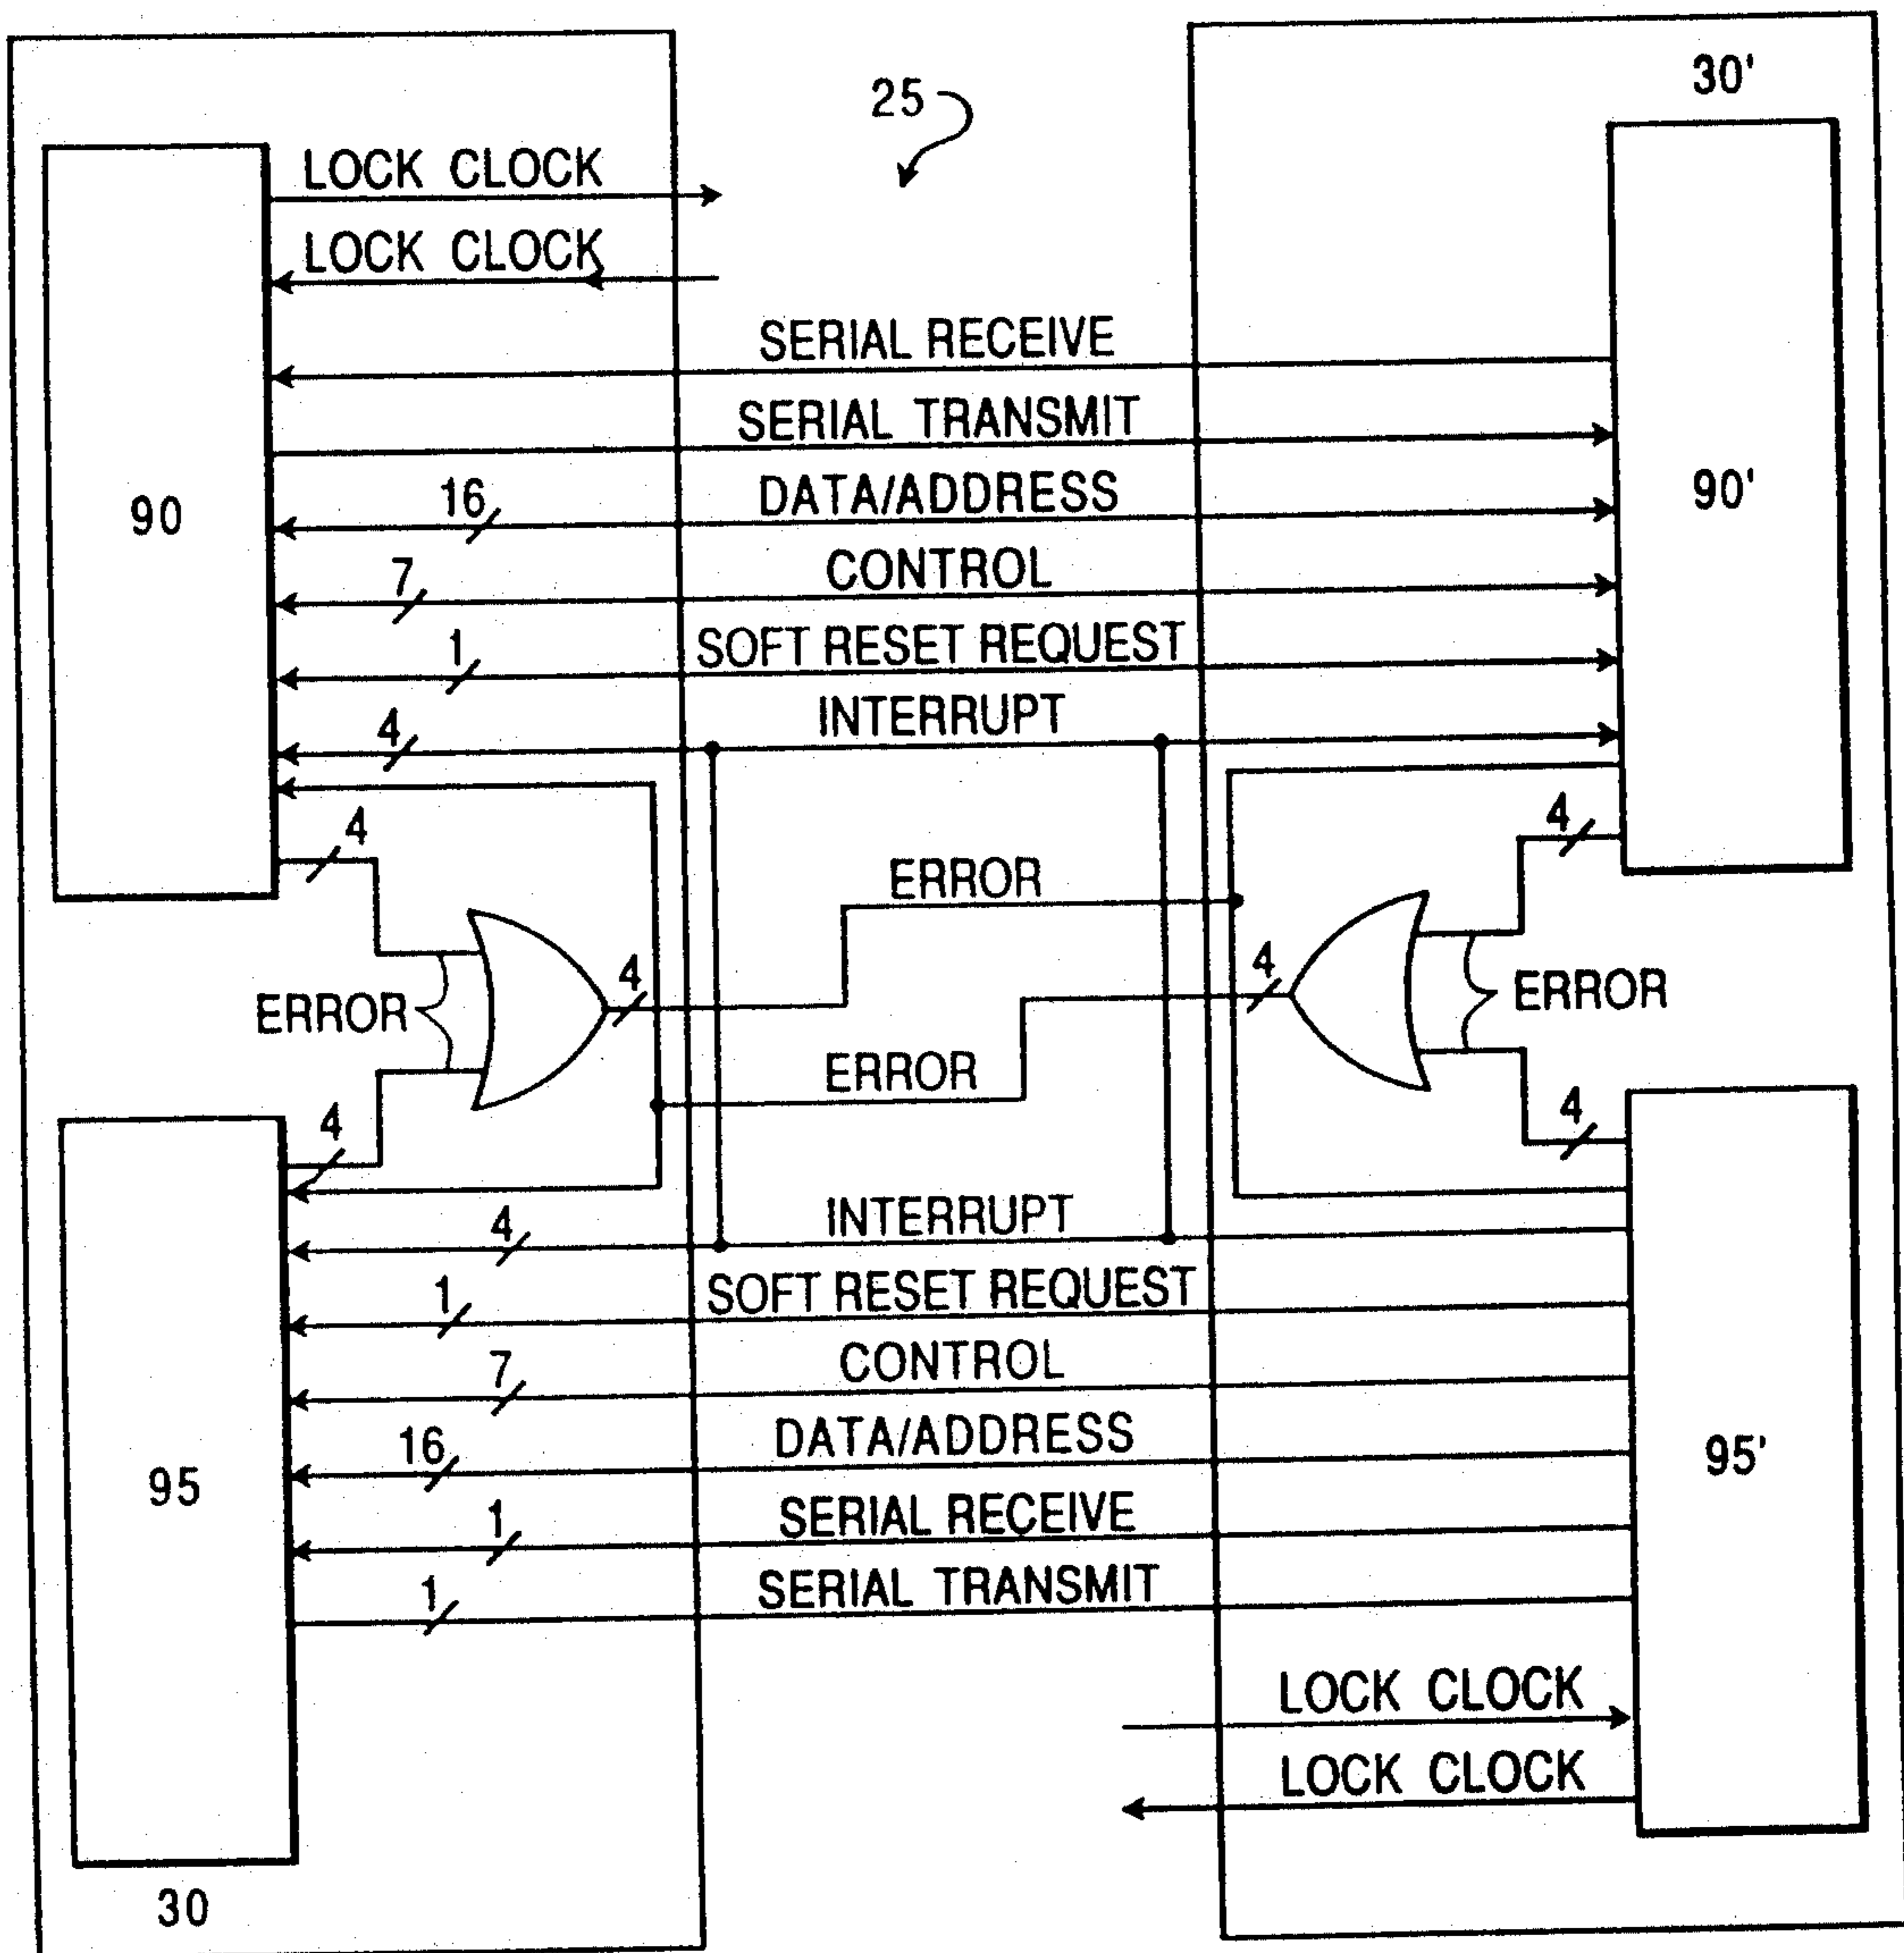 30'
25
LOCK CLOCK
LOCK CLOCK
SERIAL RECEIVE
SERIAL TRANSMIT
90
16
DATA/ADDRESS
90'
7
CONTROL
1
SOFT RESET REQUEST
4
INTERRUPT
4
4
ERROR
4
4
ERROR
ERROR
ERROR
4
4
4
INTERRUPT
1
SOFT RESET REQUEST
7
CONTROL
16
DATA/ADDRESS
95
95'
1
SERIAL RECEIVE
1
SERIAL TRANSMIT
LOCK CLOCK
LOCK CLOCK
30